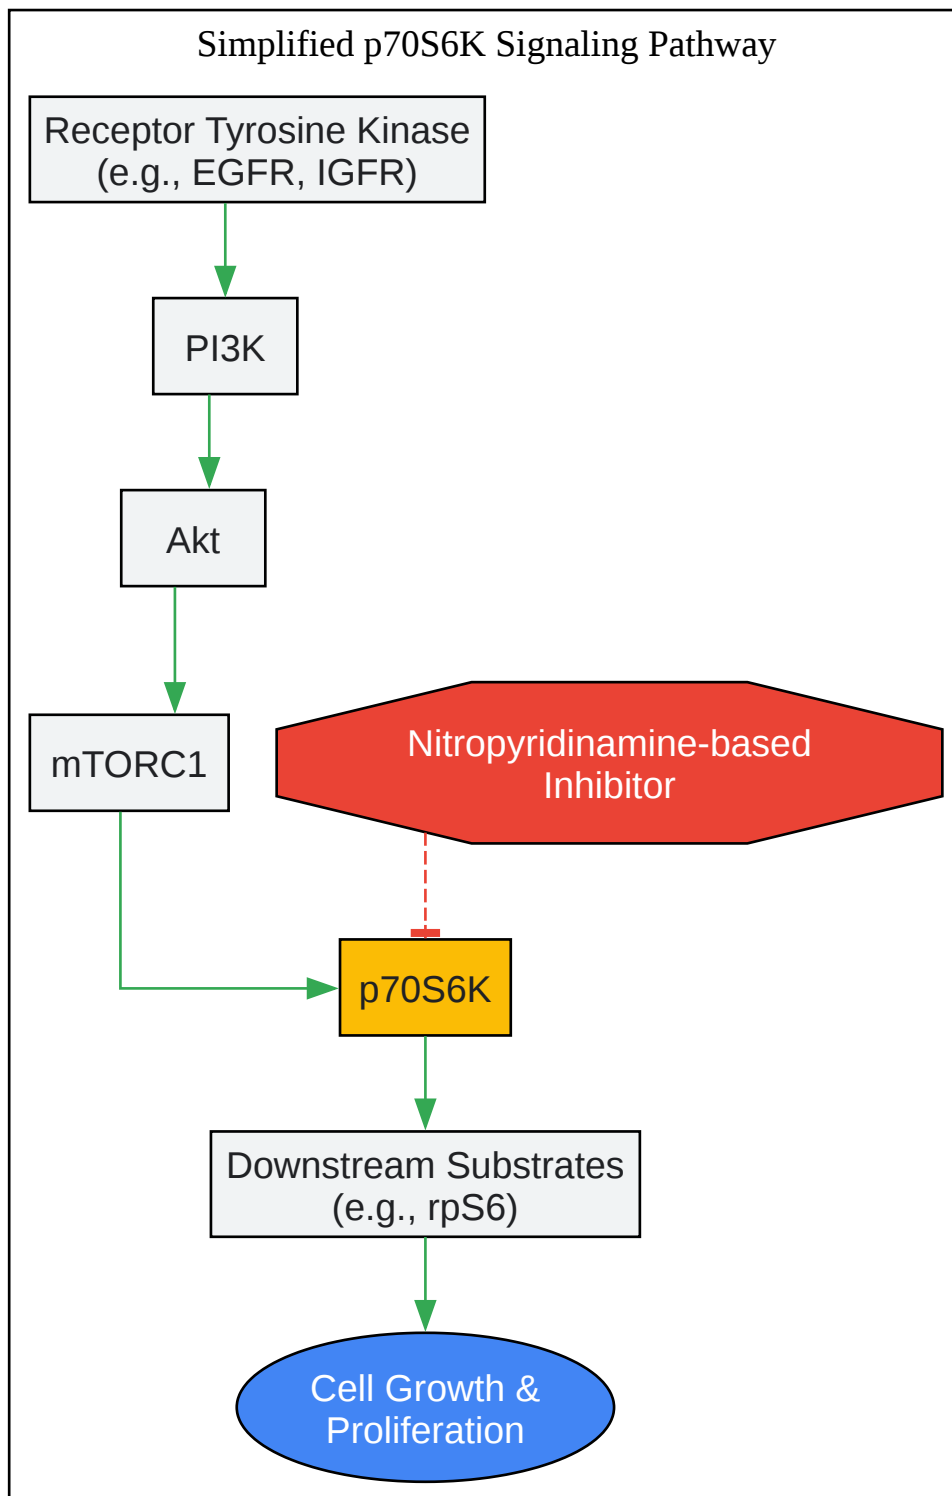 Simplified p70S6K Signaling Pathway
Receptor Tyrosine Kinase
(e.g., EGFR, IGFR)
PI3K
Akt
mTORC1
Nitropyridinamine-based
Inhibitor
p70S6K
Downstream Substrates
(e.g., rpS6)
Cell Growth &
Proliferation